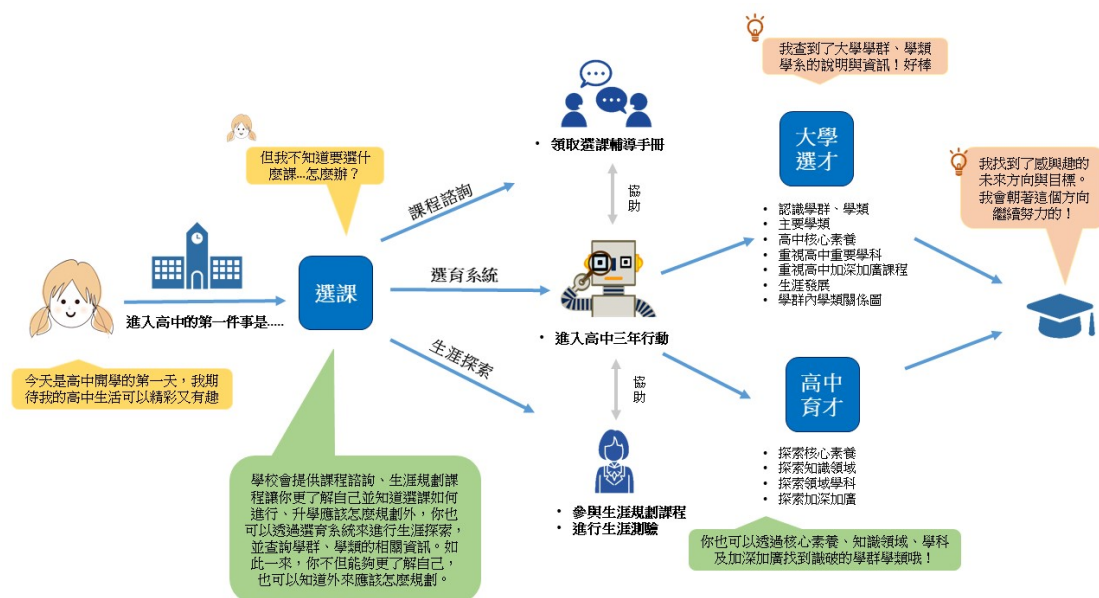 我查到了大學學群、學類
學系的說明與資訊！好棒
但我不知道要選什
麼課...怎麼辦？
領取選課輔導手冊
大學
選才
我找到了感興趣的
未來方向與目標。
我會朝著這個方向
繼續努力的！
課程諮詢
協助
認識學群、學類
主要學類
高中核心素養
重視高中重要學科
重視高中加深加廣課程
生涯發展
學群內學類關係圖
選課
選育系統
進入高中的第一件事是.....
進入高中三年行動
生涯探索
協助
今天是高中開學的第一天，我期
待我的高中生活可以精彩又有趣
高中
育才
探索核心素養
探索知識領域
探索領域學科
探索加深加廣
學校會提供課程諮詢、生涯規劃課
程讓你更了解自己並知道選課如何
進行、升學應該怎麼規劃外，你也
可以透過選育系統來進行生涯探索，
並查詢學群、學類的相關資訊。如
此一來，你不但能夠更了解自己，
也可以知道外來應該怎麼規劃。
參與生涯規劃課程
進行生涯測驗
你也可以透過核心素養、知識領域、學科
及加深加廣找到識破的學群學類哦！